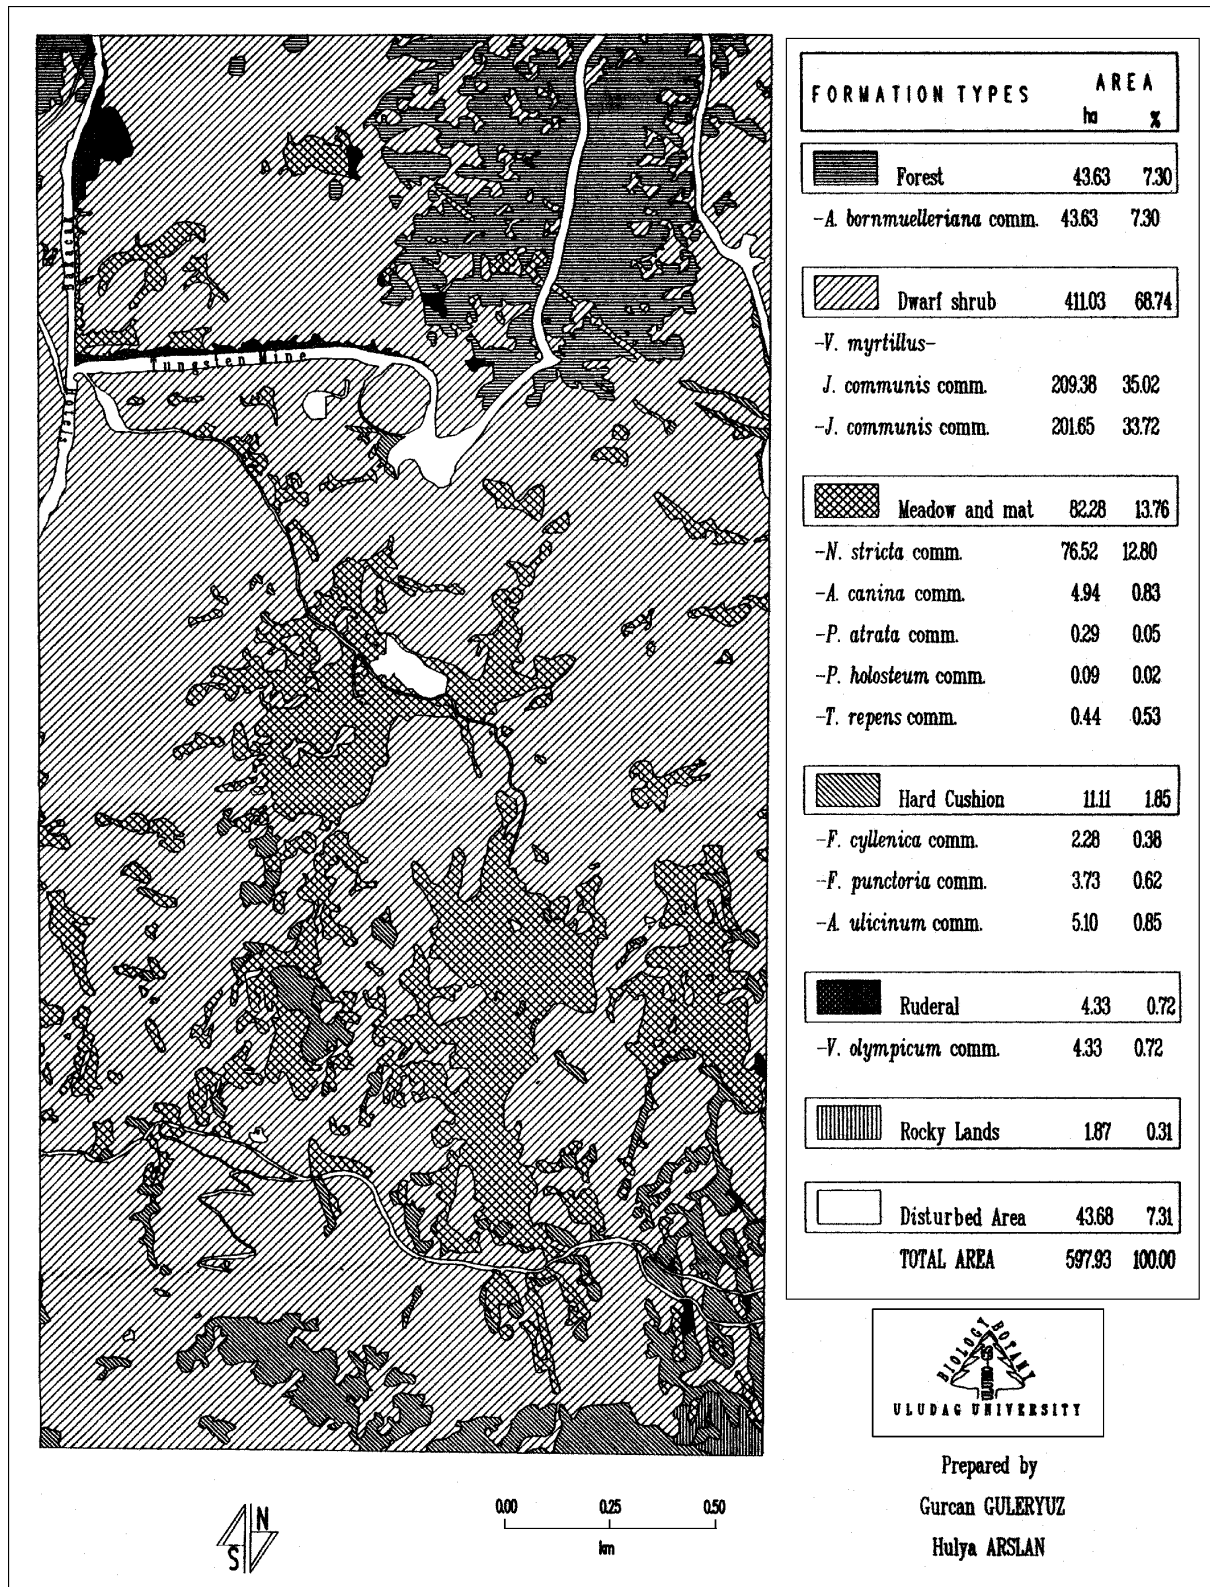 Batacuk
Tungsten Mine
FORMATION TYPES AREA
ha %
Forest 43.63 7.30
-A. bornmuelleriana comm. 43.63 7.30
Dwarf shrub 411.03 68.74
-V. myrtillus-
J. communis comm. 209.38 35.02
-J. communis comm. 201.65 33.72
Meadow and mat 82.28 13.76
-N. stricta comm. 76.52 12.80
-A. canina comm. 4.94 0.83
-P. atrata comm. 0.29 0.05
-P. holosteum comm. 0.09 0.02
-T. repens comm. 0.44 0.53
Hard Cushion 11.11 1.85
-F. cyllenica comm. 2.28 0.38
-F. punctoria comm. 3.73 0.62
-A. ulicinum comm. 5.10 0.85
Ruderal 4.33 0.72
-V. olympicum comm. 4.33 0.72
Rocky Lands 1.87 0.31
Disturbed Area 43.68 7.31
TOTAL AREA 597.93 100.00
BIOLOGY BOTANY
ULUDAG UNIVERSITY
Prepared by
Gurcan GULERYUZ
Hulya ARSLAN
N
S
0.00 0.25 0.50
km